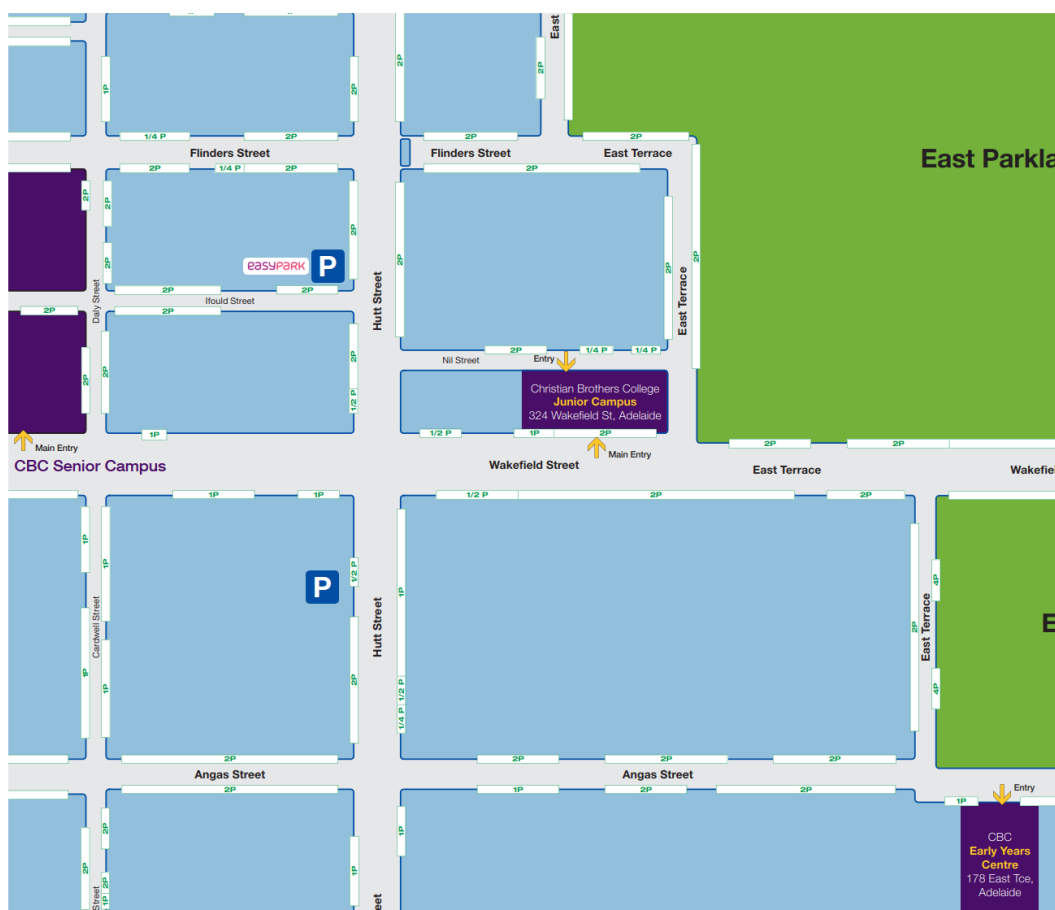 East
2P
1P
2P
2P
2P
1/4 P
2P
2P
2P
Flinders Street
Flinders Street
East Terrace
East Parkla
2P
1/4 P
2P
2P
2P
2P
2P
2P
2P
2P
2P
2P
easypark
P
Daly Street
Hutt Street
East Terrace
2P
2P
Ifould Street
2P
2P
2P
2P
2P
1/2 P
Nil Street
2P
Entry
1/4 P
1/4 P
Christian Brothers College
Junior Campus
324 Wakefield St, Adelaide
1P
1/2 P
1P
2P
Main Entry
CBC Senior Campus
Wakefield Street
Main Entry
2P
2P
East Terrace
Wakefie
1P
1P
1/2 P
2P
2P
1P
1P
1/2 P
1P
2P
4P
P
Cardwell Street
Hutt Street
East Terrace
E
1P
1P
2P
1/2 P
1/4 P
4P
2P
2P
2P
2P
Angas Street
Angas Street
2P
1P
2P
2P
1P
Entry
2P
2P
2P
1P
1P
1P
Street
et
CBC
Early Years
Centre
178 East Tce,
Adelaide